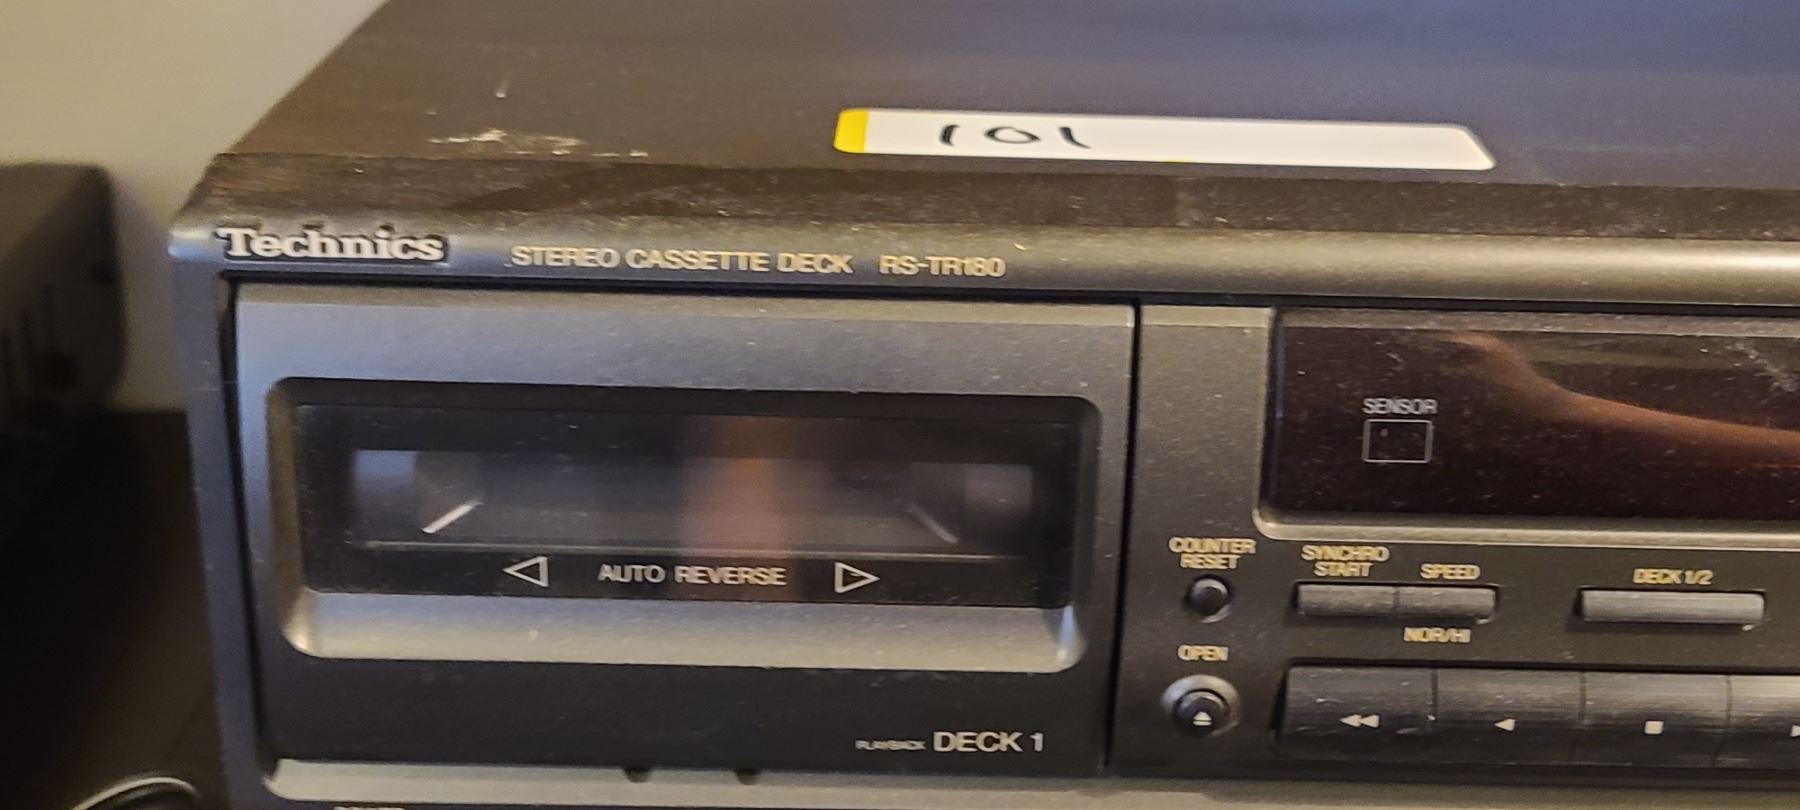 101
Technics STEREO CASSETTE DECK RS-TR180
SENSOR
AUTO REVERSE
COUNTER
RESET
SYNCHRO
START
SPEED
DECK 1/2
NOR/HI
OPEN
PLAYBACK DECK 1